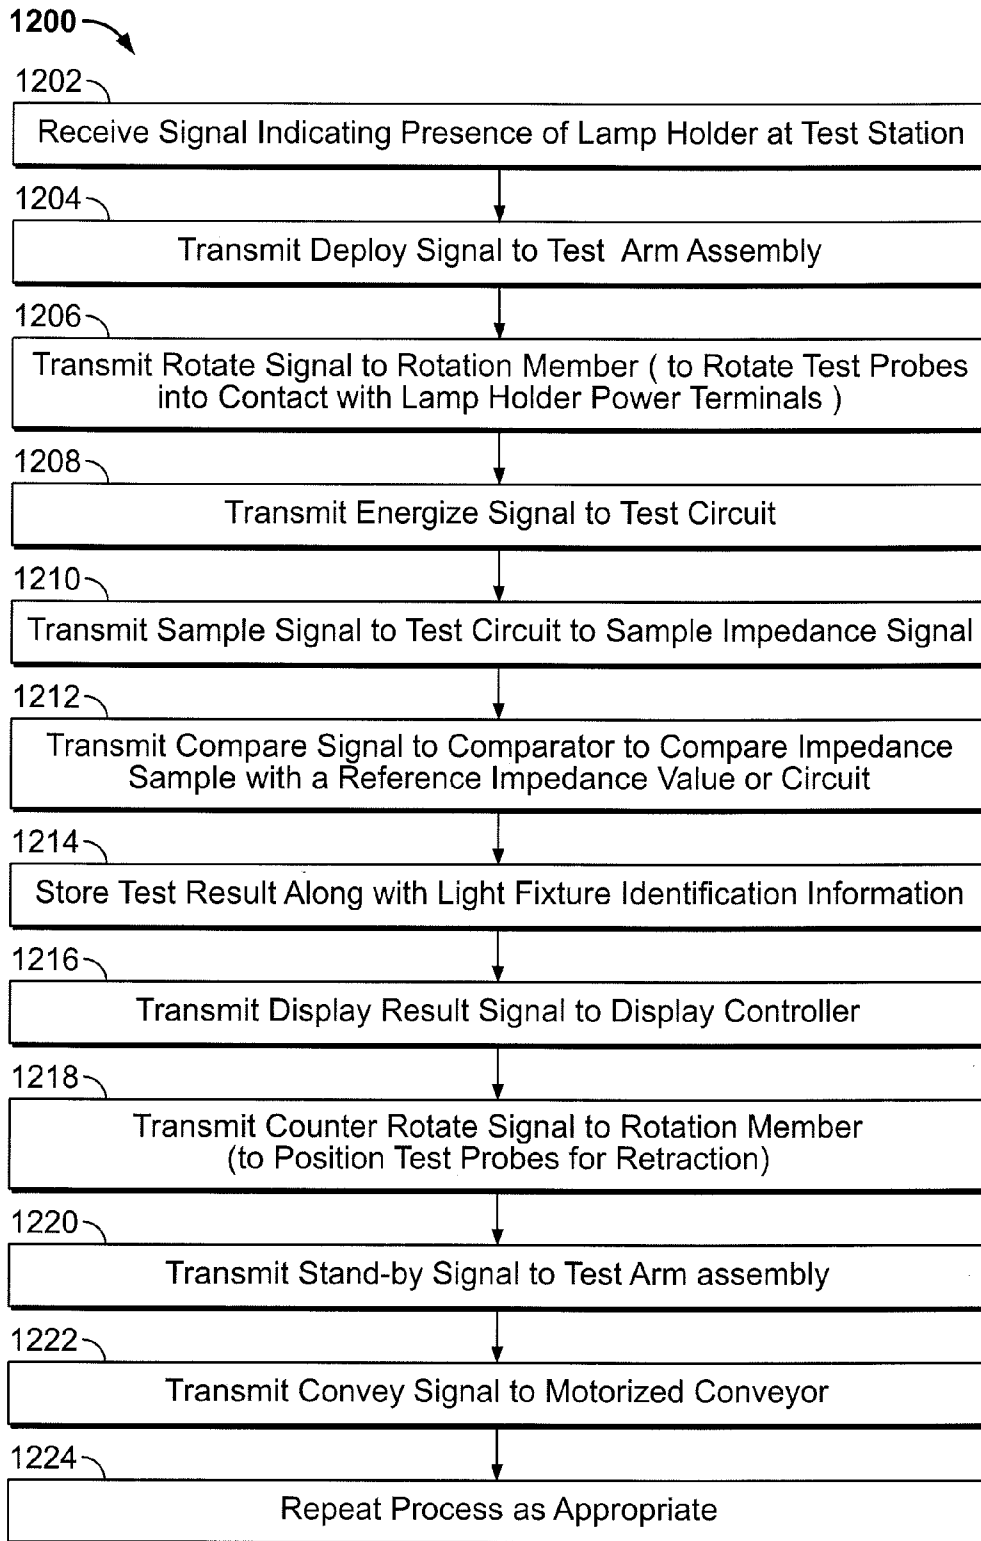 1200
1202
Receive Signal Indicating Presence of Lamp Holder at Test Station
1204
Transmit Deploy Signal to Test Arm Assembly
1206
Transmit Rotate Signal to Rotation Member ( to Rotate Test Probes
into Contact with Lamp Holder Power Terminals )
1208
Transmit Energize Signal to Test Circuit
1210
Transmit Sample Signal to Test Circuit to Sample Impedance Signal
1212
Transmit Compare Signal to Comparator to Compare Impedance
Sample with a Reference Impedance Value or Circuit
1214
Store Test Result Along with Light Fixture Identification Information
1216
Transmit Display Result Signal to Display Controller
1218
Transmit Counter Rotate Signal to Rotation Member
(to Position Test Probes for Retraction)
1220
Transmit Stand-by Signal to Test Arm assembly
1222
Transmit Convey Signal to Motorized Conveyor
1224
Repeat Process as Appropriate